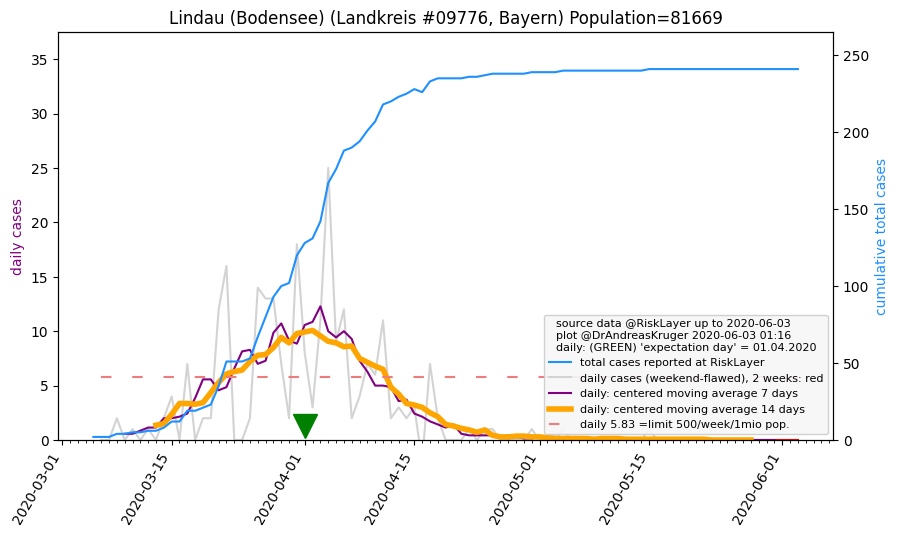 Lindau (Bodensee) (Landkreis #09776, Bayern) Population=81669
daily cases
35
30
25
20
15
10
5
0
250
200
150
100
50
0
cumulative total cases
source data @RiskLayer up to 2020-06-03
plot @DrAndreasKruger 2020-06-03 01:16
daily: (GREEN) 'expectation day' = 01.04.2020
total cases reported at RiskLayer
daily cases (weekend-flawed), 2 weeks: red
daily: centered moving average 7 days
daily: centered moving average 14 days
daily 5.83 =limit 500/week/1mio pop.
2020-03-01
2020-03-15
2020-04-01
2020-04-15
2020-05-01
2020-05-15
2020-06-01